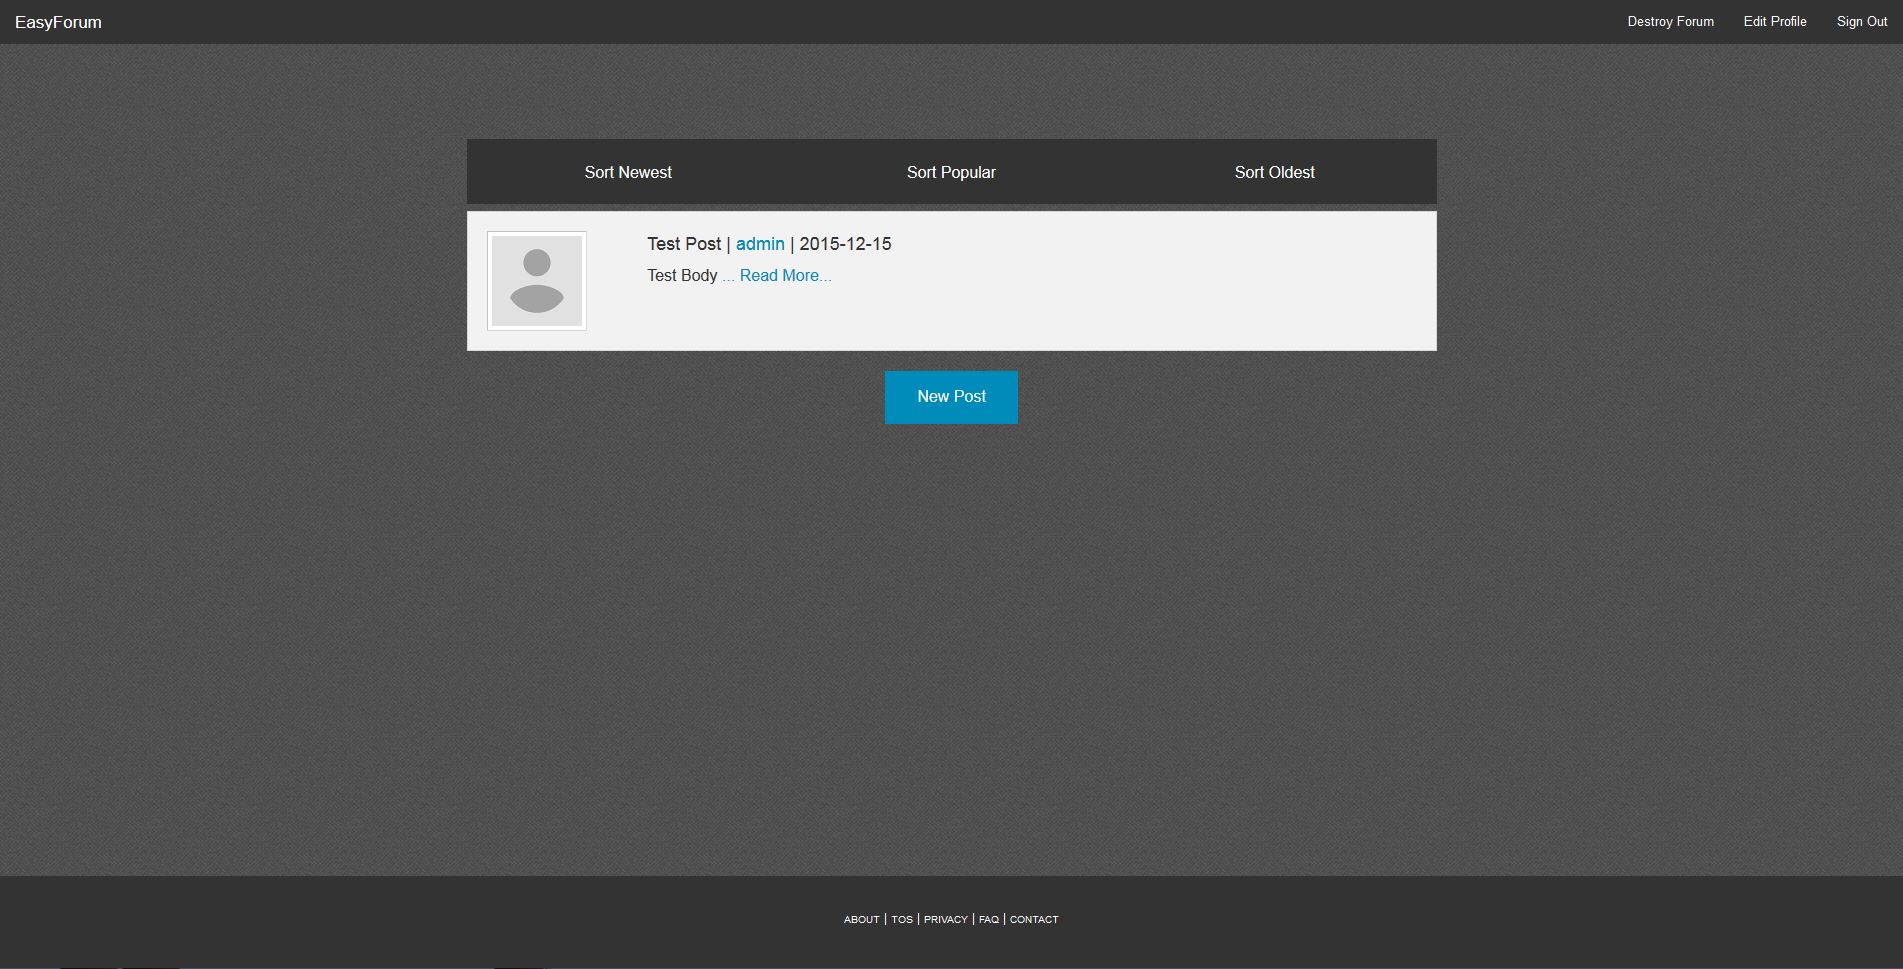 EasyForum Destroy Forum Edit Profile Sign Out
Sort Newest Sort Popular Sort Oldest
Test Post | admin | 2015-12-15
Test Body ... Read More...
New Post
ABOUT | TOS | PRIVACY | FAQ | CONTACT